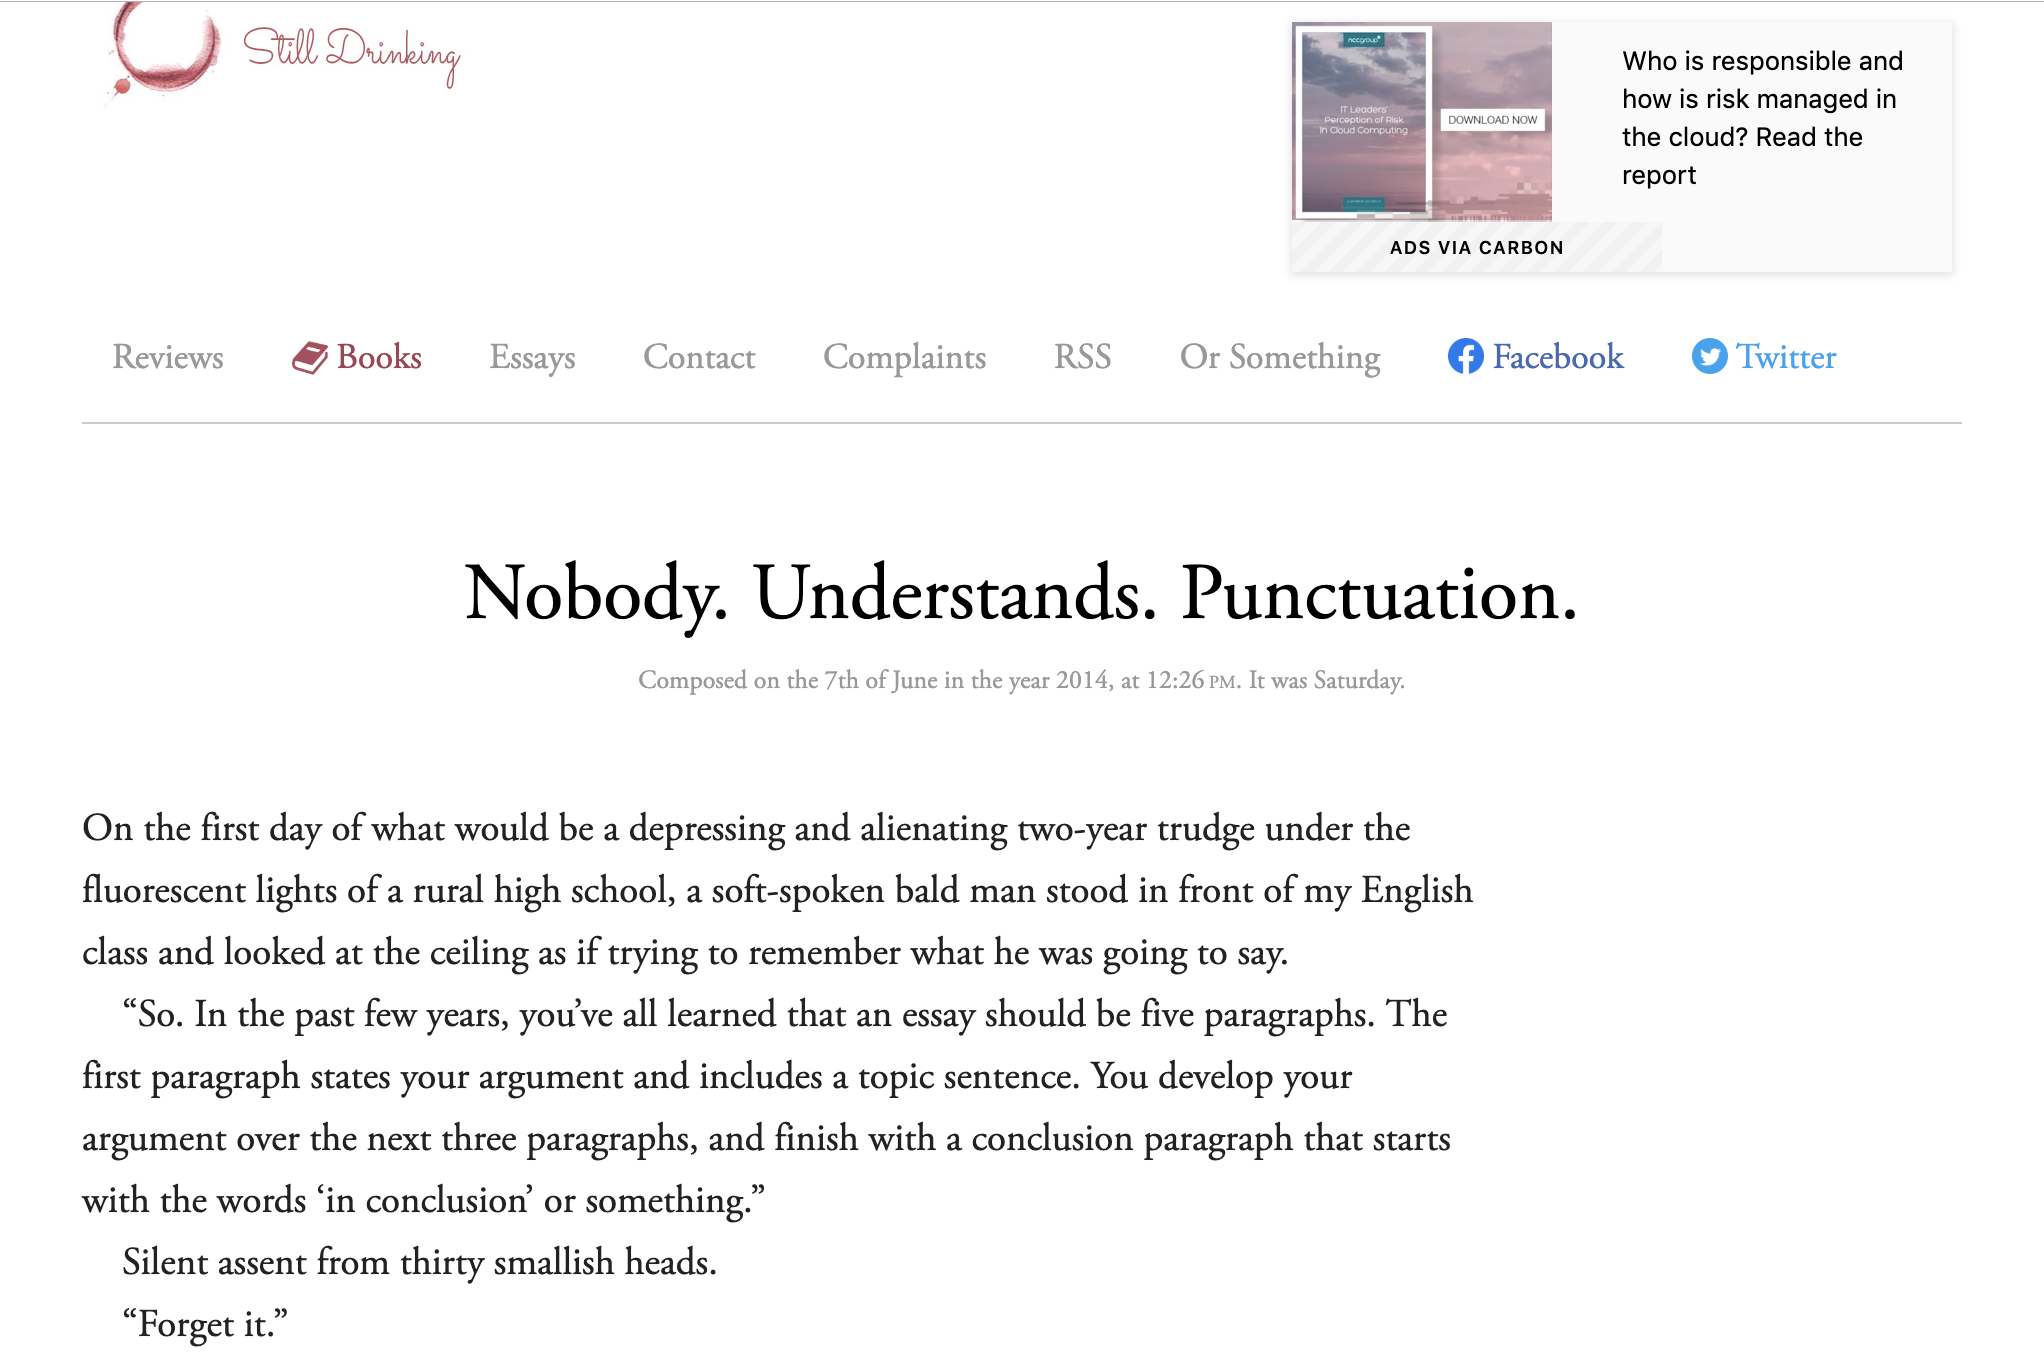 Still Drinking
nccgroup
IT Leaders'
Perception of Risk
In Cloud Computing
DOWNLOAD NOW
Who is responsible and
how is risk managed in
the cloud? Read the
report
ADS VIA CARBON
Reviews Books Essays Contact Complaints RSS Or Something Facebook Twitter
Nobody. Understands. Punctuation.
Composed on the 7th of June in the year 2014, at 12:26 PM. It was Saturday.
On the first day of what would be a depressing and alienating two-year trudge under the
fluorescent lights of a rural high school, a soft-spoken bald man stood in front of my English
class and looked at the ceiling as if trying to remember what he was going to say.
“So. In the past few years, you’ve all learned that an essay should be five paragraphs. The
first paragraph states your argument and includes a topic sentence. You develop your
argument over the next three paragraphs, and finish with a conclusion paragraph that starts
with the words ‘in conclusion’ or something.”
Silent assent from thirty smallish heads.
“Forget it.”